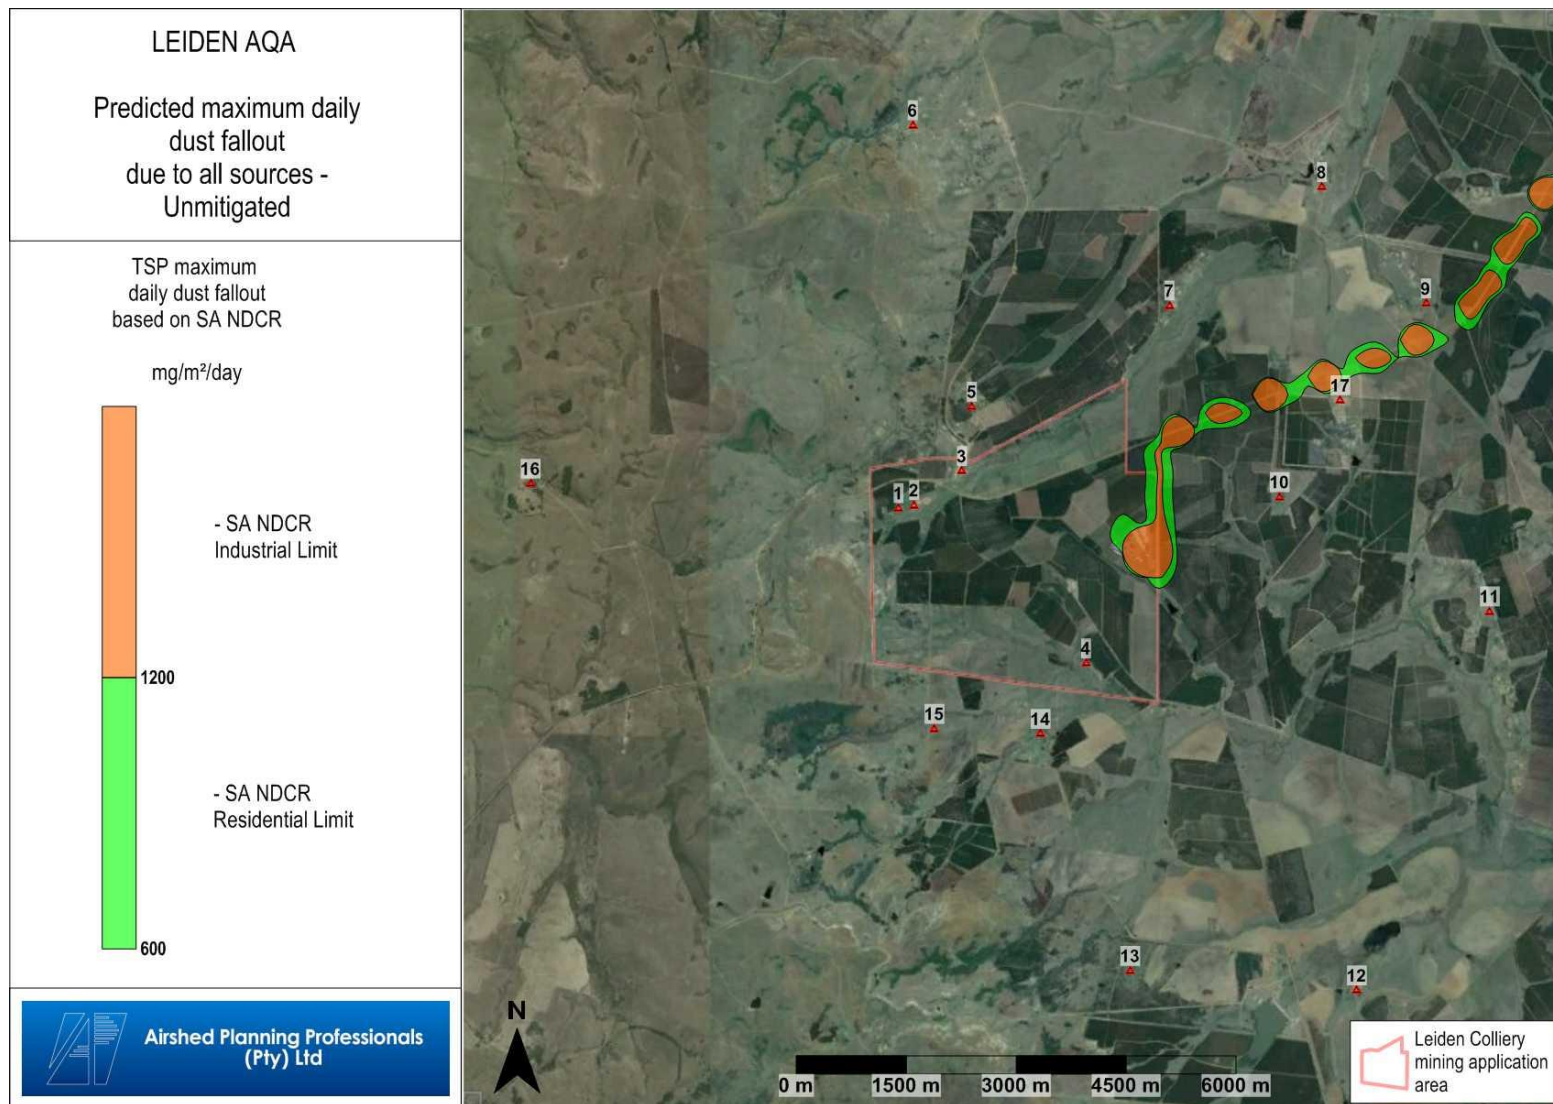 LEIDEN AQA
Predicted maximum daily
dust fallout
due to all sources -
Unmitigated
TSP maximum
daily dust fallout
based on SA NDCR
mg/m²/day
- SA NDCR
Industrial Limit
1200
- SA NDCR
Residential Limit
600
Airshed Planning Professionals
(Pty) Ltd
6
8
7
9
5
17
3
16
1 2
10
11
4
15
14
13
12
N
0 m 1500 m 3000 m 4500 m 6000 m
Leiden Colliery
mining application
area